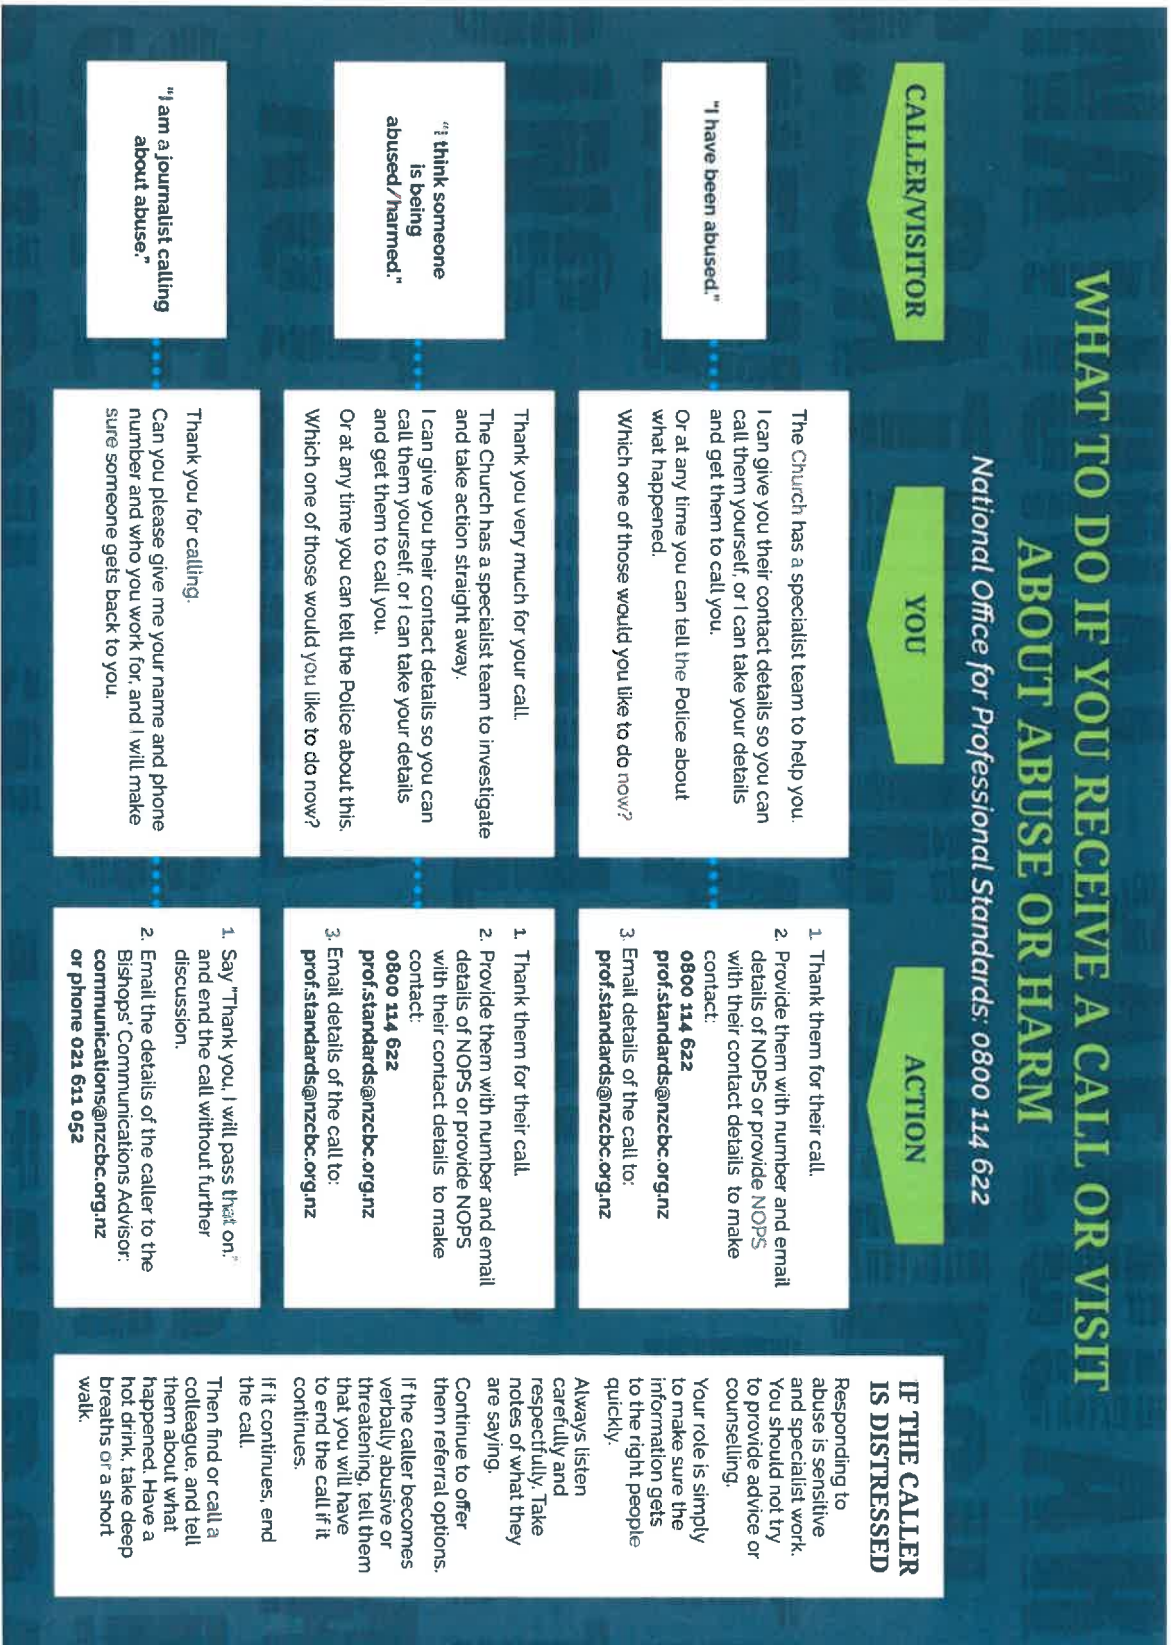 WHAT TO DO IF YOU RECEIVE A CALL OR VISIT
ABOUT ABUSE OR HARM
National Office for Professional Standards: 0800 114 622
CALLER/VISITOR
YOU
ACTION
"I have been abused."
The Church has a specialist team to help you.
I can give you their contact details so you can
call them yourself, or I can take your details
and get them to call you.
Or at any time you can tell the Police about
what happened.
Which one of those would you like to do now?
1. Thank them for their call.
2. Provide them with number and email
details of NOPS or provide NOPS
with their contact details to make
contact:
0800 114 622
prof.standards@nzcbc.org.nz
3. Email details of the call to:
prof.standards@nzcbc.org.nz
"I think someone
is being
abused/harmed."
Thank you very much for your call.
The Church has a specialist team to investigate
and take action straight away.
I can give you their contact details so you can
call them yourself, or I can take your details
and get them to call you.
Or at any time you can tell the Police about this.
Which one of those would you like to do now?
1. Thank them for their call.
2. Provide them with number and email
details of NOPS or provide NOPS
with their contact details to make
contact:
0800 114 622
prof.standards@nzcbc.org.nz
3. Email details of the call to:
prof.standards@nzcbc.org.nz
"I am a journalist calling
about abuse."
Thank you for calling.
Can you please give me your name and phone
number and who you work for, and I will make
sure someone gets back to you.
1. Say "Thank you, I will pass that on."
and end the call without further
discussion.
2. Email the details of the caller to the
Bishops' Communications Advisor:
communications@nzcbc.org.nz
or phone 021 611 052
IF THE CALLER
IS DISTRESSED
Responding to
abuse is sensitive
and specialist work.
You should not try
to provide advice or
counselling.
Your role is simply
to make sure the
information gets
to the right people
quickly.
Always listen
carefully and
respectfully. Take
notes of what they
are saying.
Continue to offer
them referral options.
If the caller becomes
verbally abusive or
threatening, tell them
that you will have
to end the call if it
continues.
If it continues, end
the call.
Then find or call a
colleague, and tell
them about what
happened. Have a
hot drink, take deep
breaths or a short
walk.